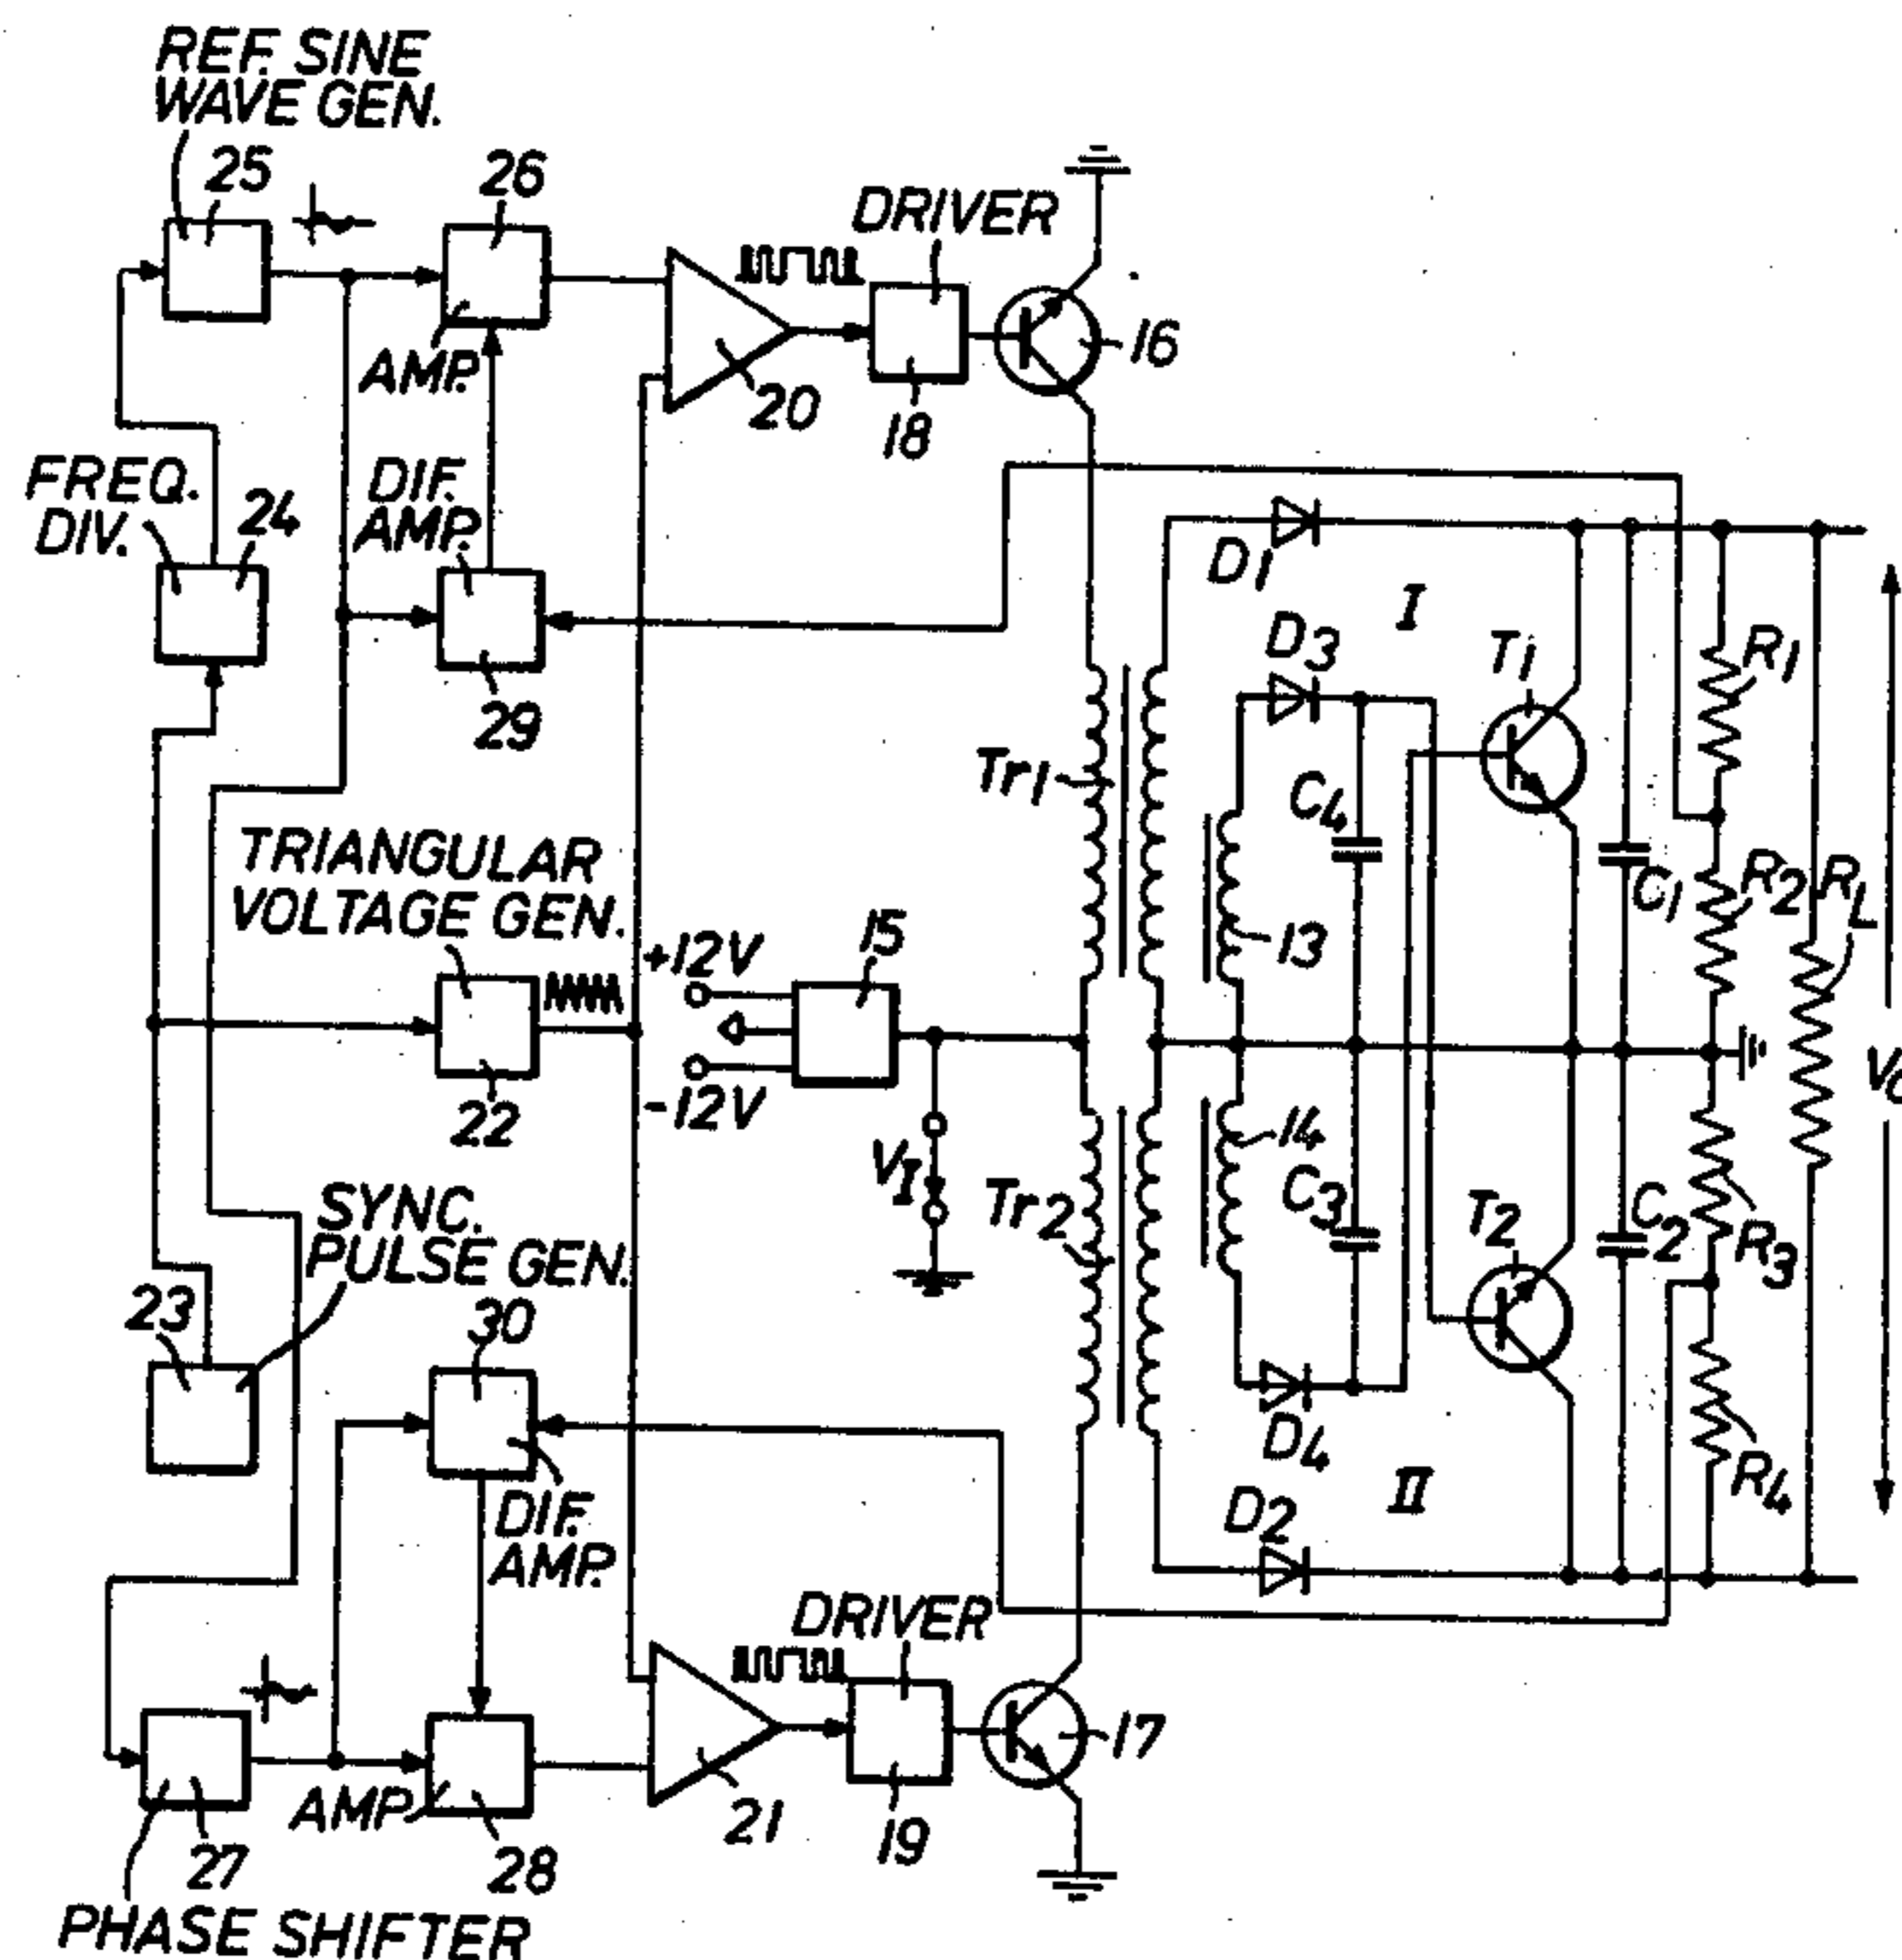 REF. SINE
WAVE GEN.
25
26
DRIVER
AMP.
20
18
16
FREQ.
DIV.
24
DIF.
AMP.
29
D1
I
D3
T1
R1
Tr1
C4
C1
R2
RL
TRIANGULAR
VOLTAGE GEN.
22
+12V
-12V
15
13
VI
14
Tr2
C3
T2
C2
R3
SYNC.
PULSE GEN.
23
30
DIF.
AMP.
D4
II
D2
R4
DRIVER
AMP.
21
19
17
27
28
PHASE SHIFTER